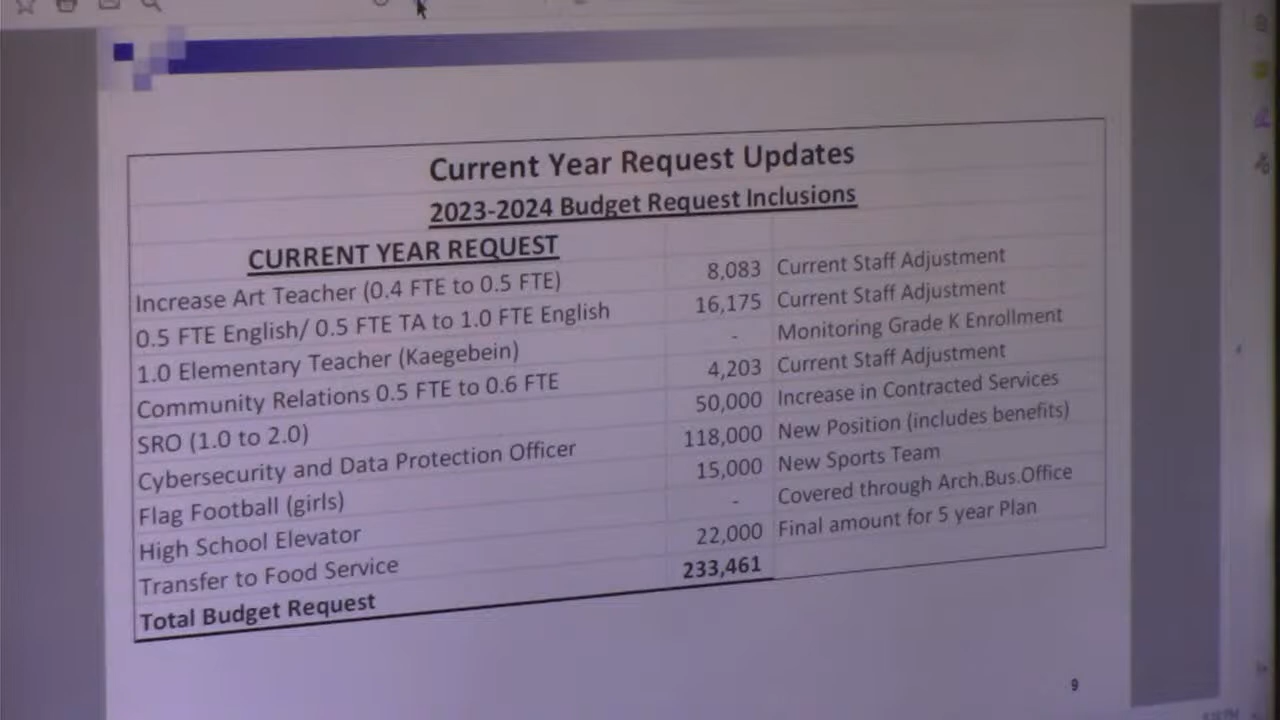 Current Year Request Updates
2023-2024 Budget Request Inclusions
CURRENT YEAR REQUEST
Increase Art Teacher (0.4 FTE to 0.5 FTE) 8,083 Current Staff Adjustment
0.5 FTE English/ 0.5 FTE TA to 1.0 FTE English 16,175 Current Staff Adjustment
1.0 Elementary Teacher (Kaegebein) - Monitoring Grade K Enrollment
Community Relations 0.5 FTE to 0.6 FTE 4,203 Current Staff Adjustment
SRO (1.0 to 2.0) 50,000 Increase in Contracted Services
Cybersecurity and Data Protection Officer 118,000 New Position (includes benefits)
Flag Football (girls) 15,000 New Sports Team
High School Elevator - Covered through Arch.Bus.Office
Transfer to Food Service 22,000 Final amount for 5 year Plan
Total Budget Request 233,461
9